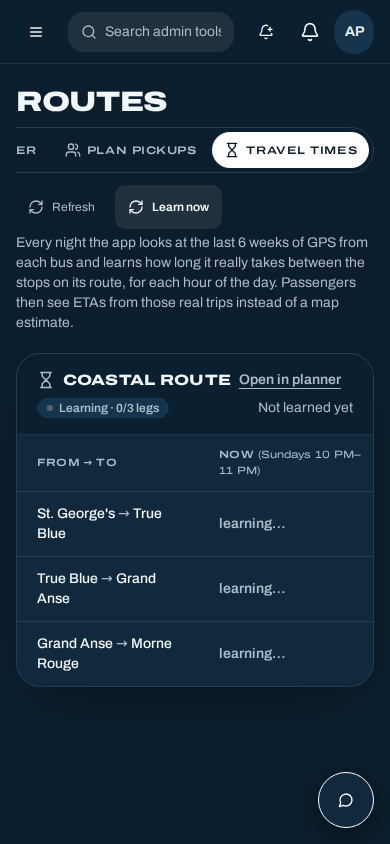 Search admin tools
AP
ROUTES
ER
PLAN PICKUPS
TRAVEL TIMES
Refresh
Learn now
Every night the app looks at the last 6 weeks of GPS from
each bus and learns how long it really takes between the
stops on its route, for each hour of the day. Passengers
then see ETAs from those real trips instead of a map
estimate.
COASTAL ROUTE Open in planner
Learning · 0/3 legs
Not learned yet
FROM → TO
NOW (Sundays 10 PM–
11 PM)
St. George's → True
Blue
learning…
True Blue → Grand
Anse
learning…
Grand Anse → Morne
Rouge
learning…